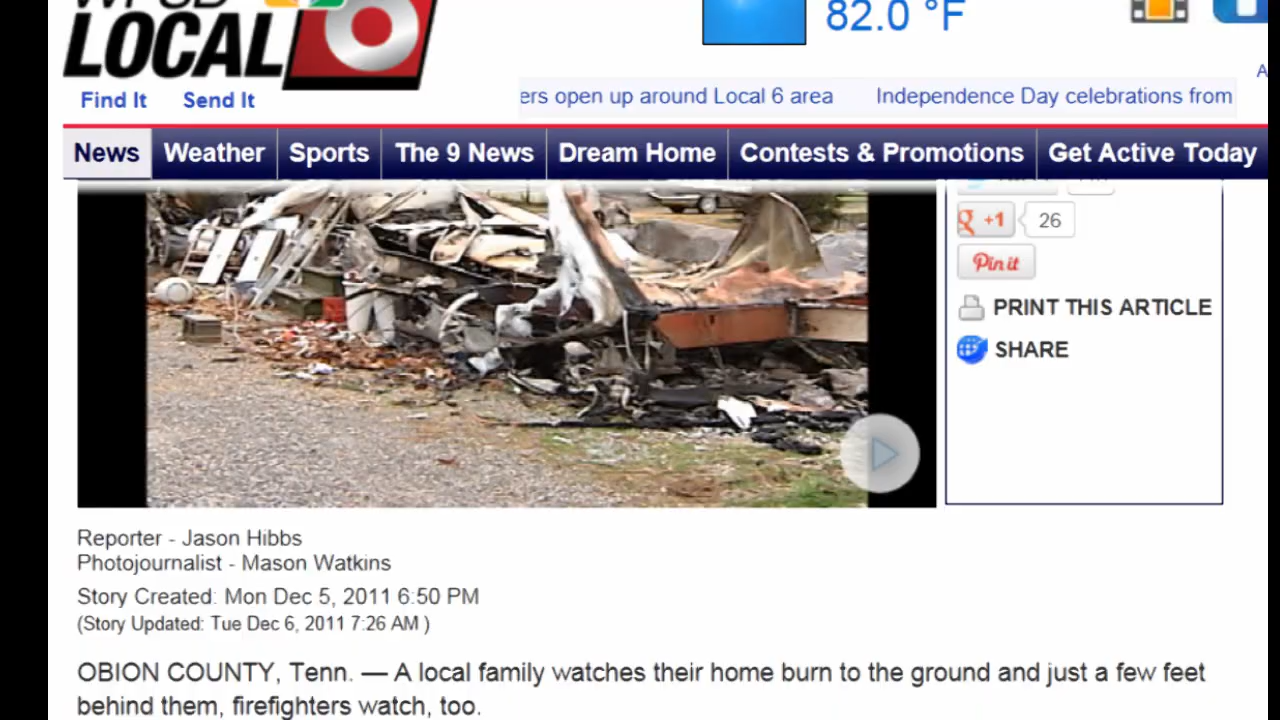 WPSD
LOCAL 6
82.0 °F
Find It Send It
ers open up around Local 6 area Independence Day celebrations from
News Weather Sports The 9 News Dream Home Contests & Promotions Get Active Today
+1 26
Pin it
PRINT THIS ARTICLE
SHARE
Reporter - Jason Hibbs
Photojournalist - Mason Watkins
Story Created: Mon Dec 5, 2011 6:50 PM
(Story Updated: Tue Dec 6, 2011 7:26 AM )
OBION COUNTY, Tenn. — A local family watches their home burn to the ground and just a few feet
behind them, firefighters watch, too.